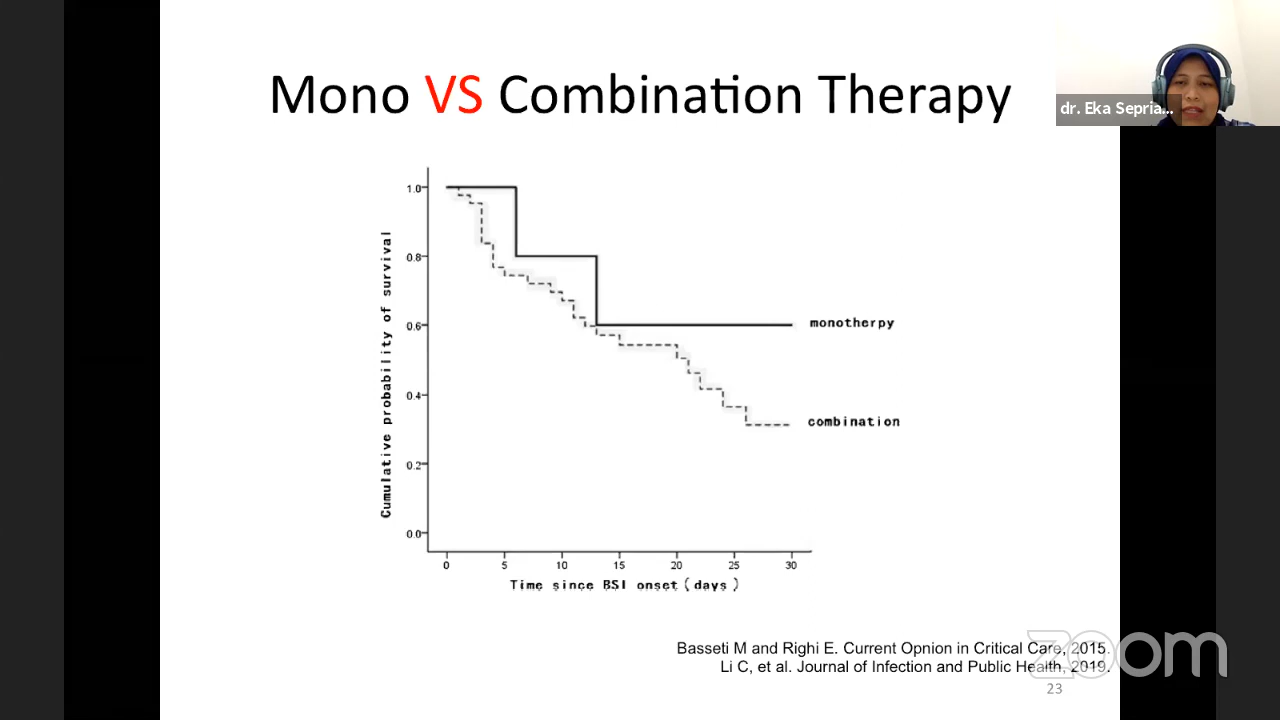 Mono VS Combination Therapy
dr. Eka Sepria...
Cumulative probability of survival
1.0
0.8
0.6
0.4
0.2
0.0
monotherpy
combination
0 5 10 15 20 25 30
Time since BSI onset(days)
Basseti M and Righi E. Current Opnion in Critical Care, 2015.
Li C, et al. Journal of Infection and Public Health, 2019.
23
zoom